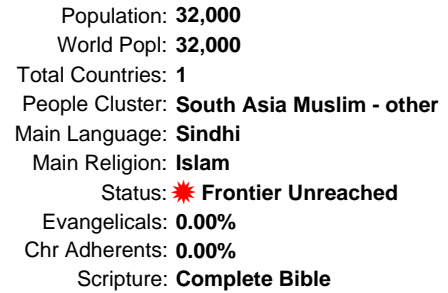 Population: 32,000
World Popl: 32,000
Total Countries: 1
People Cluster: South Asia Muslim - other
Main Language: Sindhi
Main Religion: Islam
Status: Frontier Unreached
Evangelicals: 0.00%
Chr Adherents: 0.00%
Scripture: Complete Bible